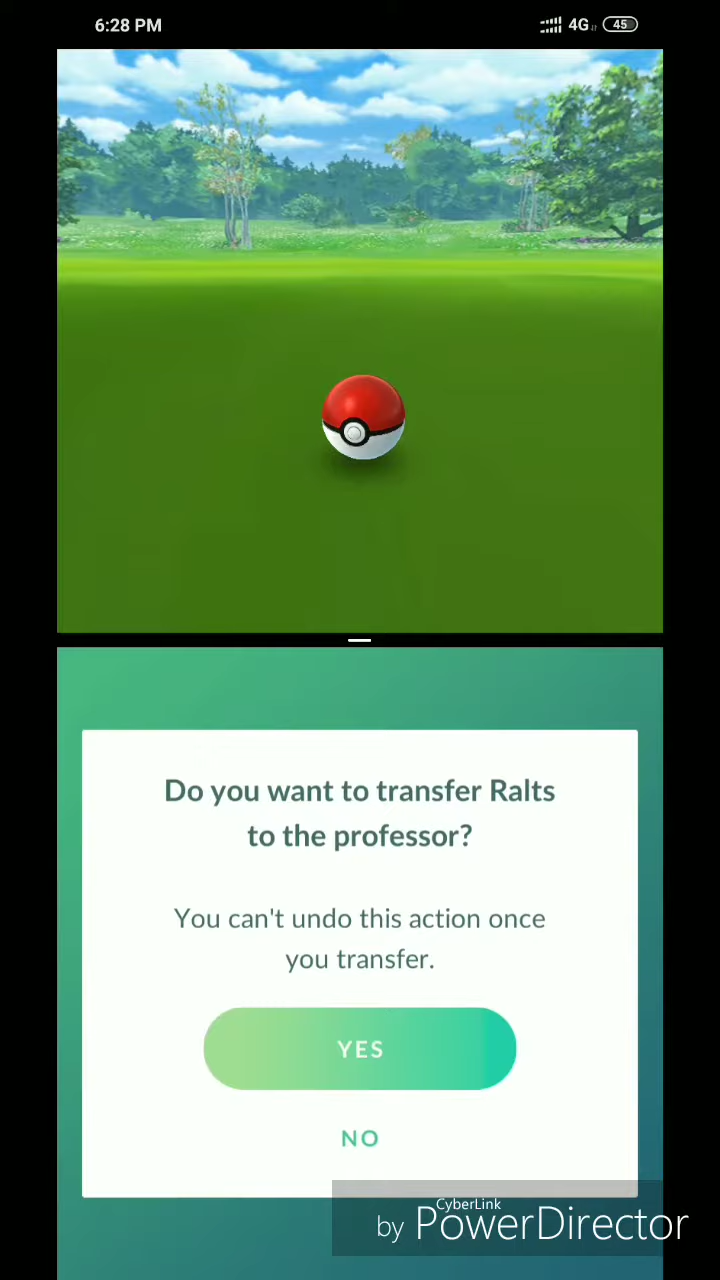 6:28 PM
4G
45
Do you want to transfer Ralts
to the professor?
You can't undo this action once
you transfer.
YES
NO
CyberLink
by PowerDirector